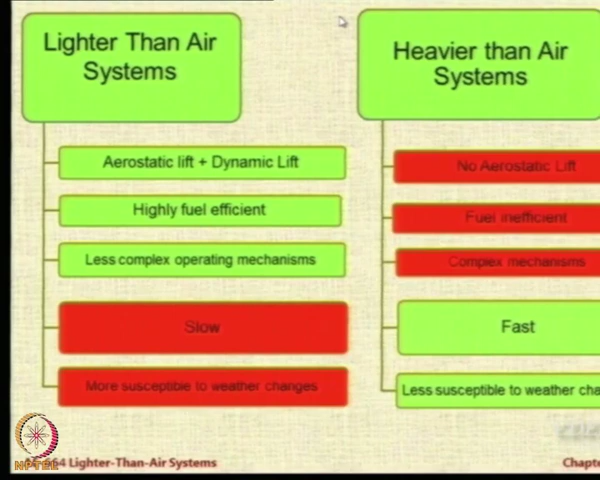 Lighter Than Air
Systems
Aerostatic lift + Dynamic Lift
Highly fuel efficient
Less complex operating mechanisms
Slow
More susceptible to weather changes
Heavier than Air
Systems
No Aerostatic Lift
Fuel inefficient
Complex mechanisms
Fast
Less susceptible to weather cha
NPTEL
64 Lighter-Than-Air Systems
Chapte